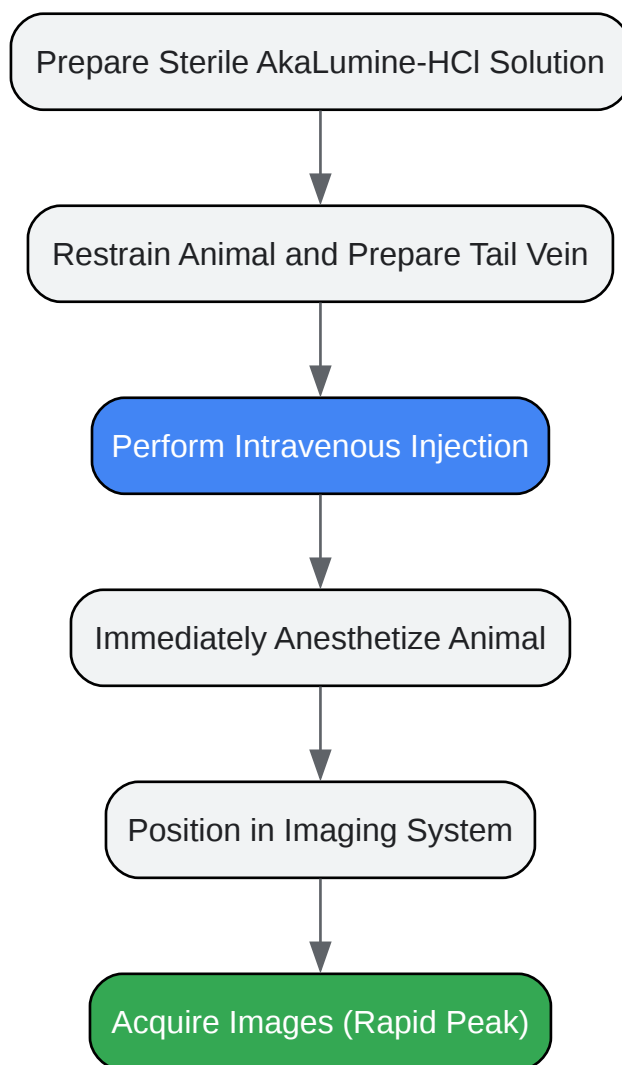 Prepare Sterile AkaLumine-HCl Solution
Restrain Animal and Prepare Tail Vein
Perform Intravenous Injection
Immediately Anesthetize Animal
Position in Imaging System
Acquire Images (Rapid Peak)